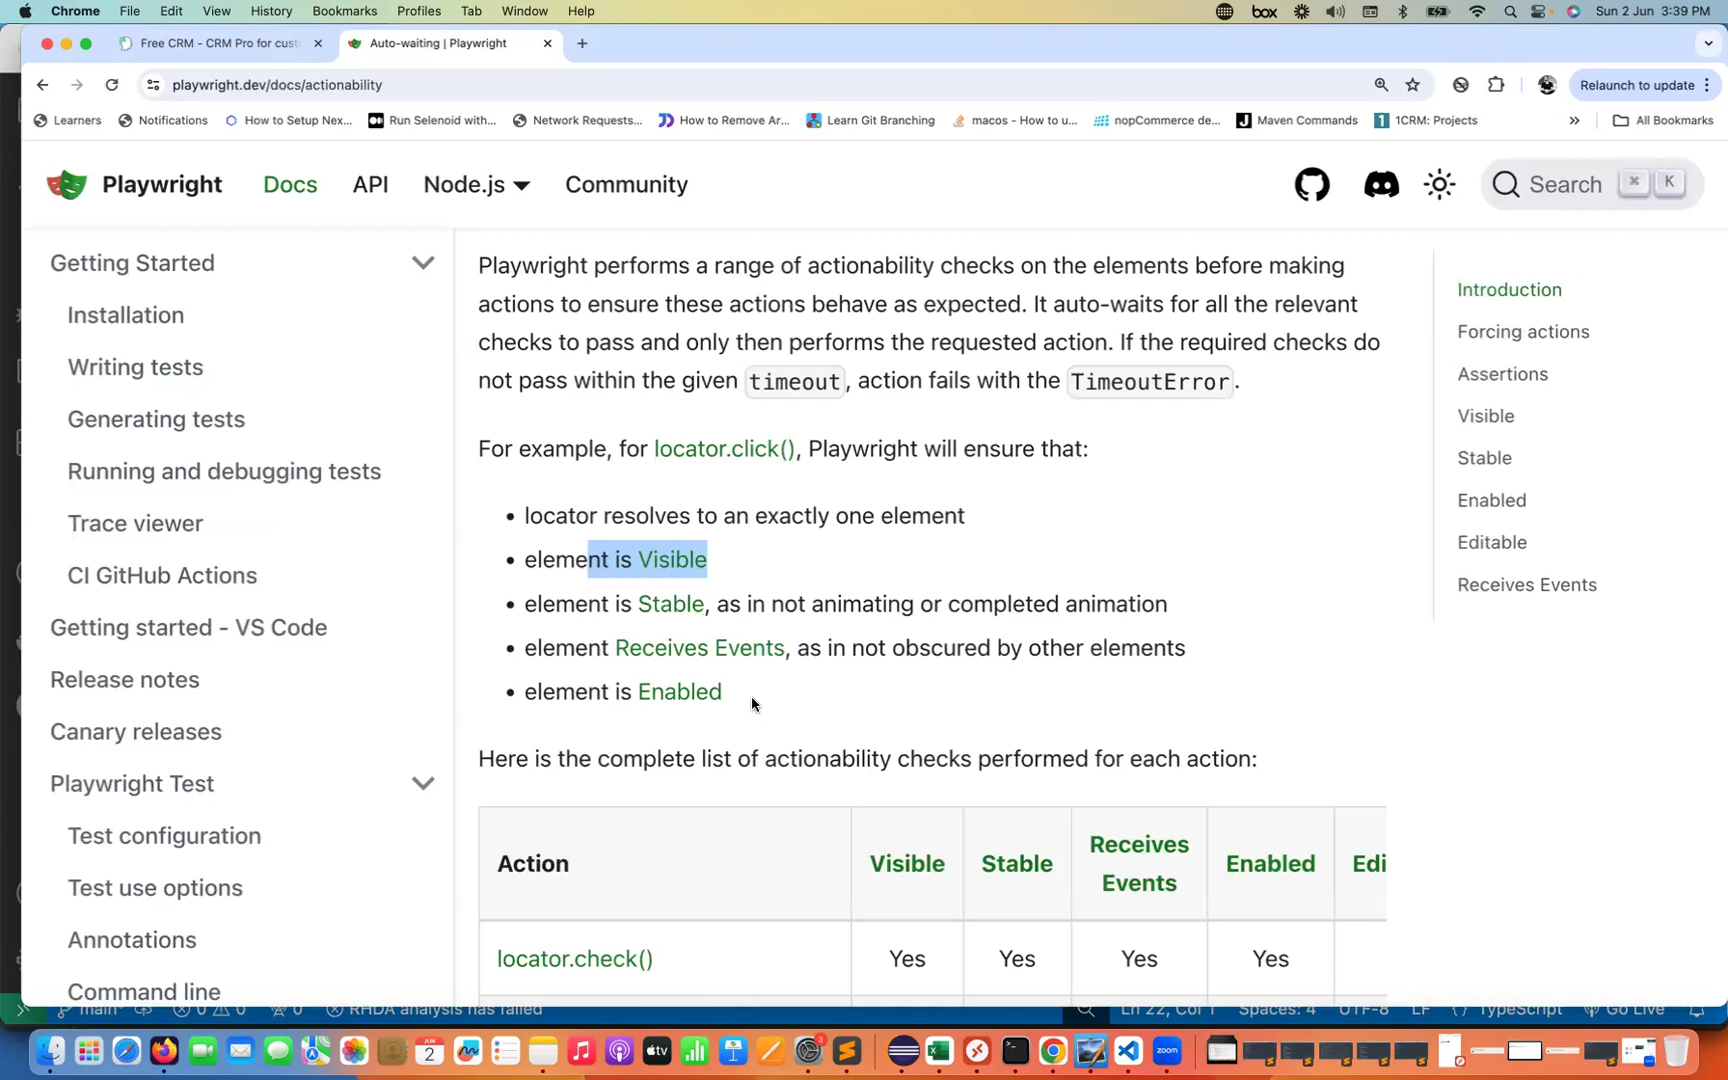 Chrome File Edit View History Bookmarks Profiles Tab Window Help box Sun 2 Jun 3:39 PM
Free CRM - CRM Pro for cust Auto-waiting | Playwright
playwright.dev/docs/actionability Relaunch to update
Learners Notifications How to Setup Nex... Run Selenoid with... Network Requests... How to Remove Ar... Learn Git Branching macos - How to u... nopCommerce de... Maven Commands 1CRM: Projects All Bookmarks
Playwright Docs API Node.js Community Search ⌘ K
Getting Started
Installation
Writing tests
Generating tests
Running and debugging tests
Trace viewer
CI GitHub Actions
Getting started - VS Code
Release notes
Canary releases
Playwright Test
Test configuration
Test use options
Annotations
Command line
Playwright performs a range of actionability checks on the elements before making
actions to ensure these actions behave as expected. It auto-waits for all the relevant
checks to pass and only then performs the requested action. If the required checks do
not pass within the given timeout, action fails with the TimeoutError.
For example, for locator.click(), Playwright will ensure that:
• locator resolves to an exactly one element
• element is Visible
• element is Stable, as in not animating or completed animation
• element Receives Events, as in not obscured by other elements
• element is Enabled
Here is the complete list of actionability checks performed for each action:
Action Visible Stable Receives Events Enabled Edi
locator.check() Yes Yes Yes Yes
Introduction
Forcing actions
Assertions
Visible
Stable
Enabled
Editable
Receives Events
main 0 0 0 RHDA analysis has failed Ln 22, Col 1 Spaces: 4 UTF-8 LF TypeScript Go Live
JUN
2
tv
zoom